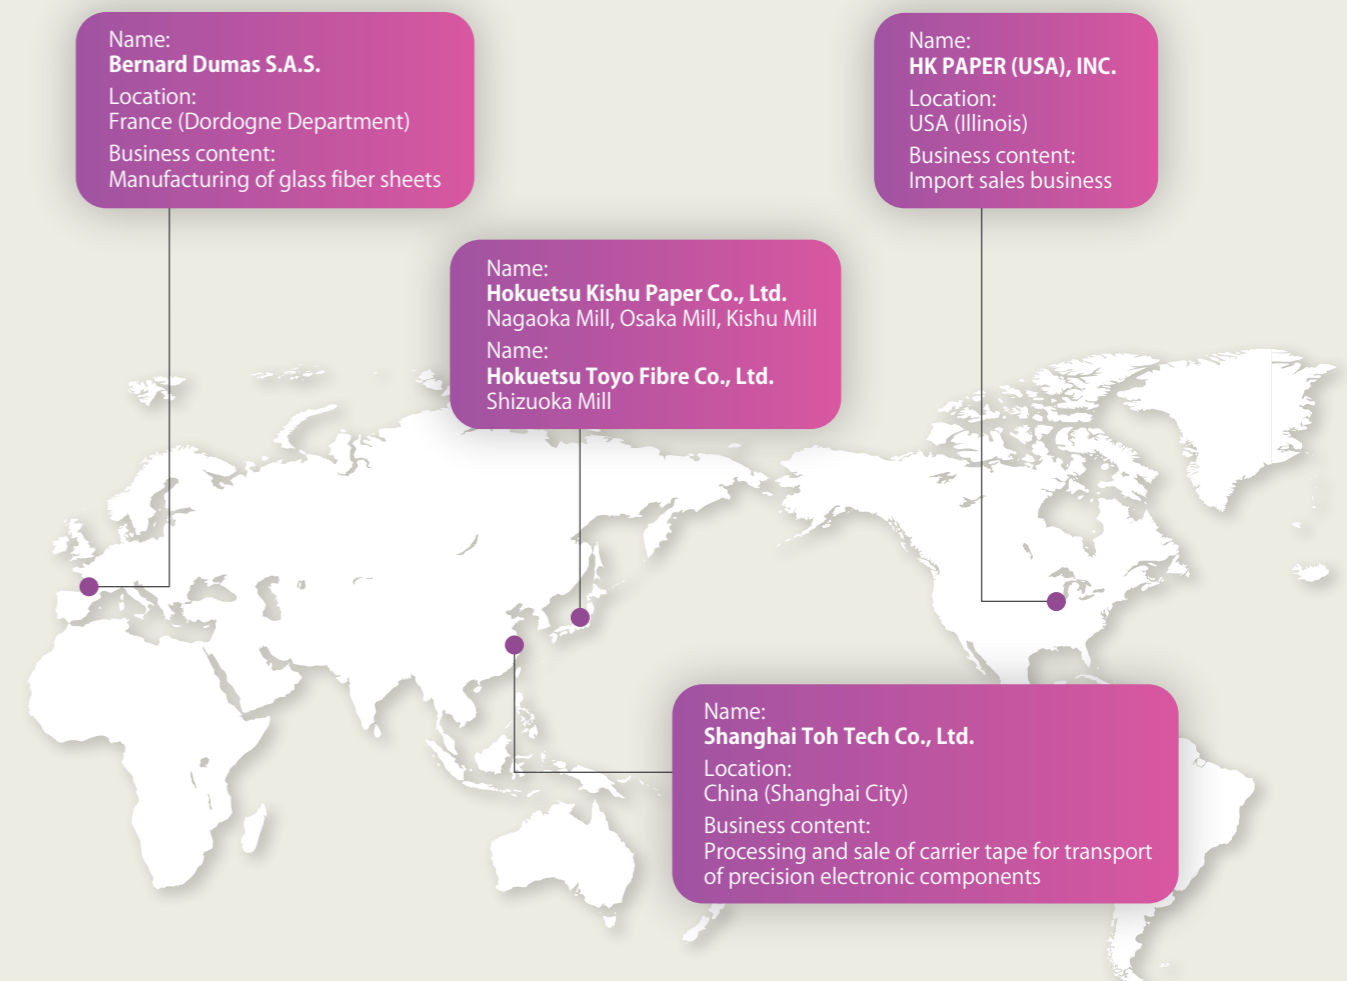 Name:
Bernard Dumas S.A.S.
Location:
France (Dordogne Department)
Business content:
Manufacturing of glass fiber sheets
Name:
HK PAPER (USA), INC.
Location:
USA (Illinois)
Business content:
Import sales business
Name:
Hokuetsu Kishu Paper Co., Ltd.
Nagaoka Mill, Osaka Mill, Kishu Mill
Name:
Hokuetsu Toyo Fibre Co., Ltd.
Shizuoka Mill
Name:
Shanghai Toh Tech Co., Ltd.
Location:
China (Shanghai City)
Business content:
Processing and sale of carrier tape for transport
of precision electronic components